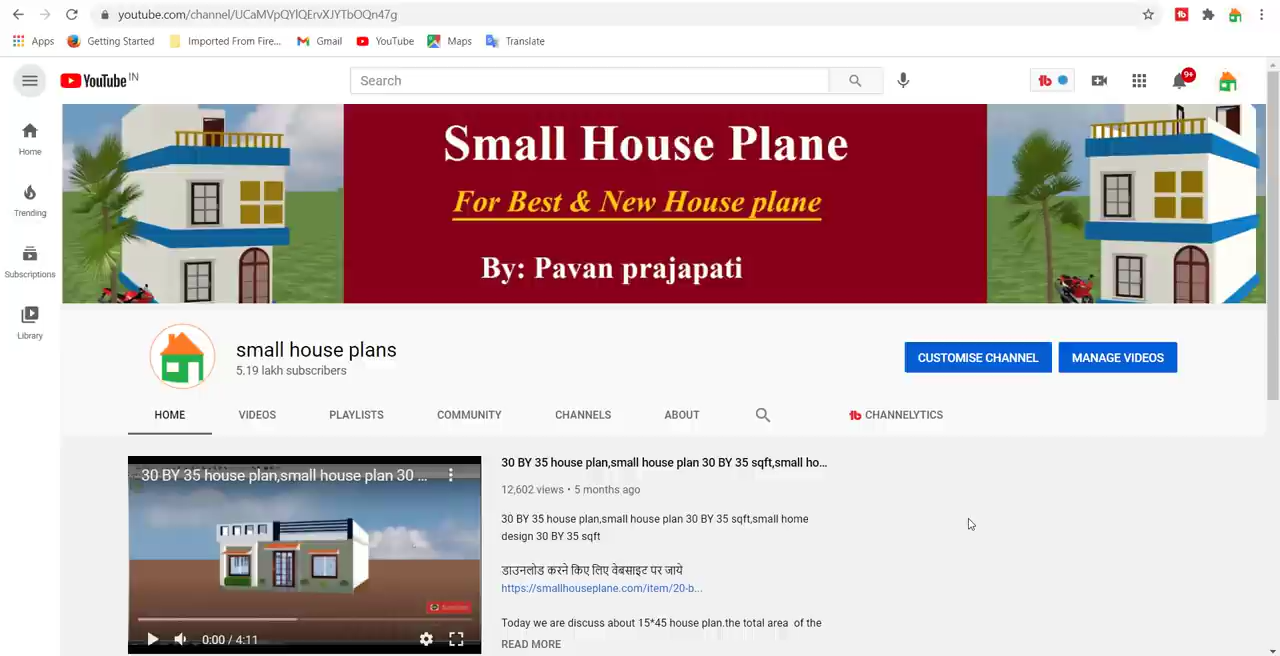 youtube.com/channel/UCaMVpQYlQErvXJYTbOQn47g
Apps Getting Started Imported From Fire... Gmail YouTube Maps Translate
YouTube IN
Search
9+
Small House Plane
For Best & New House plane
By: Pavan prajapati
Home
Trending
Subscriptions
Library
small house plans
5.19 lakh subscribers
CUSTOMISE CHANNEL
MANAGE VIDEOS
HOME VIDEOS PLAYLISTS COMMUNITY CHANNELS ABOUT CHANNELYTICS
30 BY 35 house plan,small house plan 30 ...
0:00 / 4:11
30 BY 35 house plan,small house plan 30 BY 35 sqft,small ho...
12,602 views • 5 months ago
30 BY 35 house plan,small house plan 30 BY 35 sqft,small home
design 30 BY 35 sqft
डाउनलोड करने किए लिए वेबसाइट पर जाये
https://smallhouseplane.com/item/20-b...
Today we are discuss about 15*45 house plan.the total area of the
READ MORE